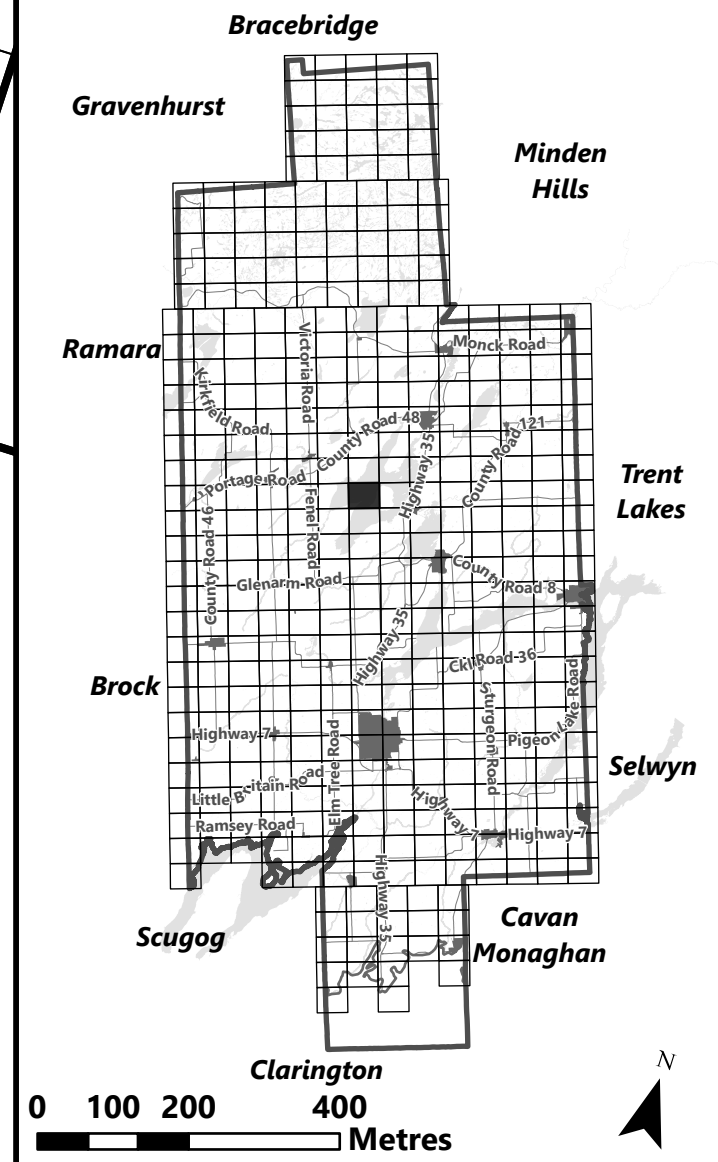 Bracebridge
Gravenhurst
Minden
Hills
Ramara
Victoria Road
Monck Road
Kirkfield Road
County Road 48
County Road 121
Highway 35
Portage Road
Trent
Lakes
Fenel Road
County Road 46
County Road 8
Glenarm Road
Highway 35
Ckl Road 36
Brock
Sturgeon Road
Pigeon Lake Road
Highway 7
Elm Tree Road
Selwyn
Little Britain Road
Highway 7
Ramsey Road
Highway 7
Highway 35
Scugog
Cavan
Monaghan
Clarington
N
0 100 200 400
Metres